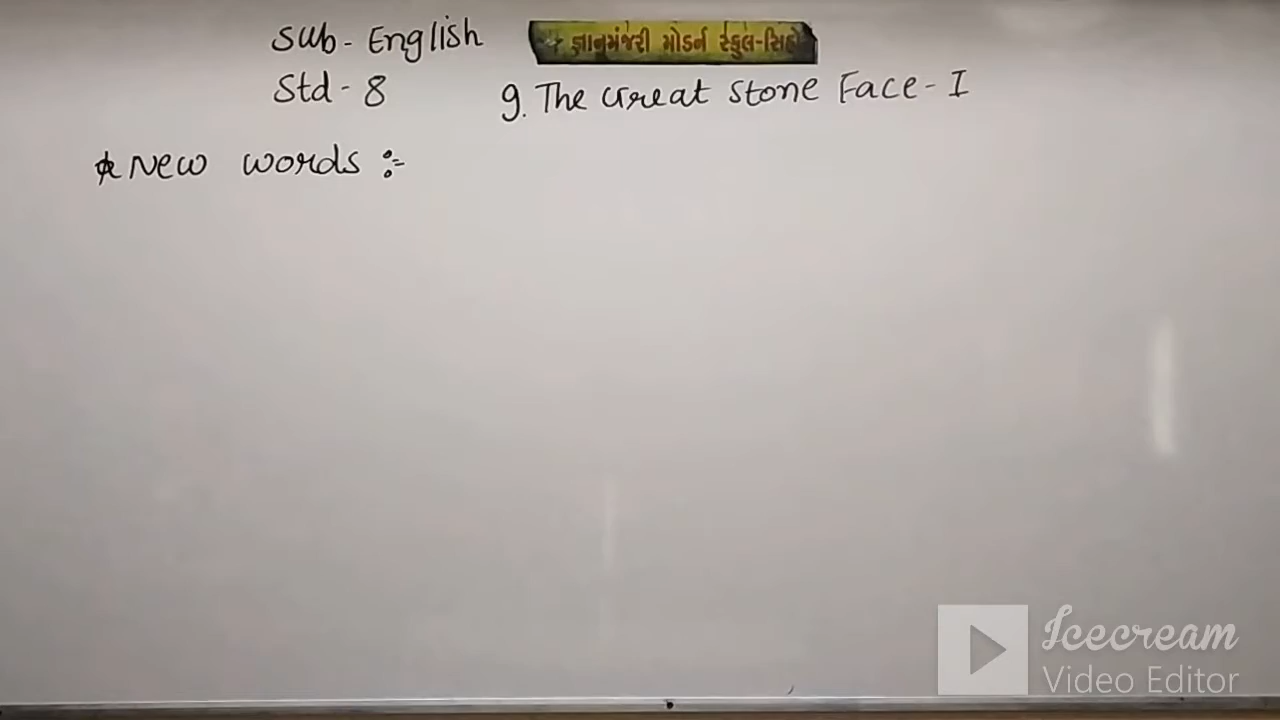 Sub - English
જ્ઞાનમંજરી મોડર્ન સ્કુલ-સિહોર
Std - 8
9. The Great Stone Face - I
* New words :-
Icecream
Video Editor